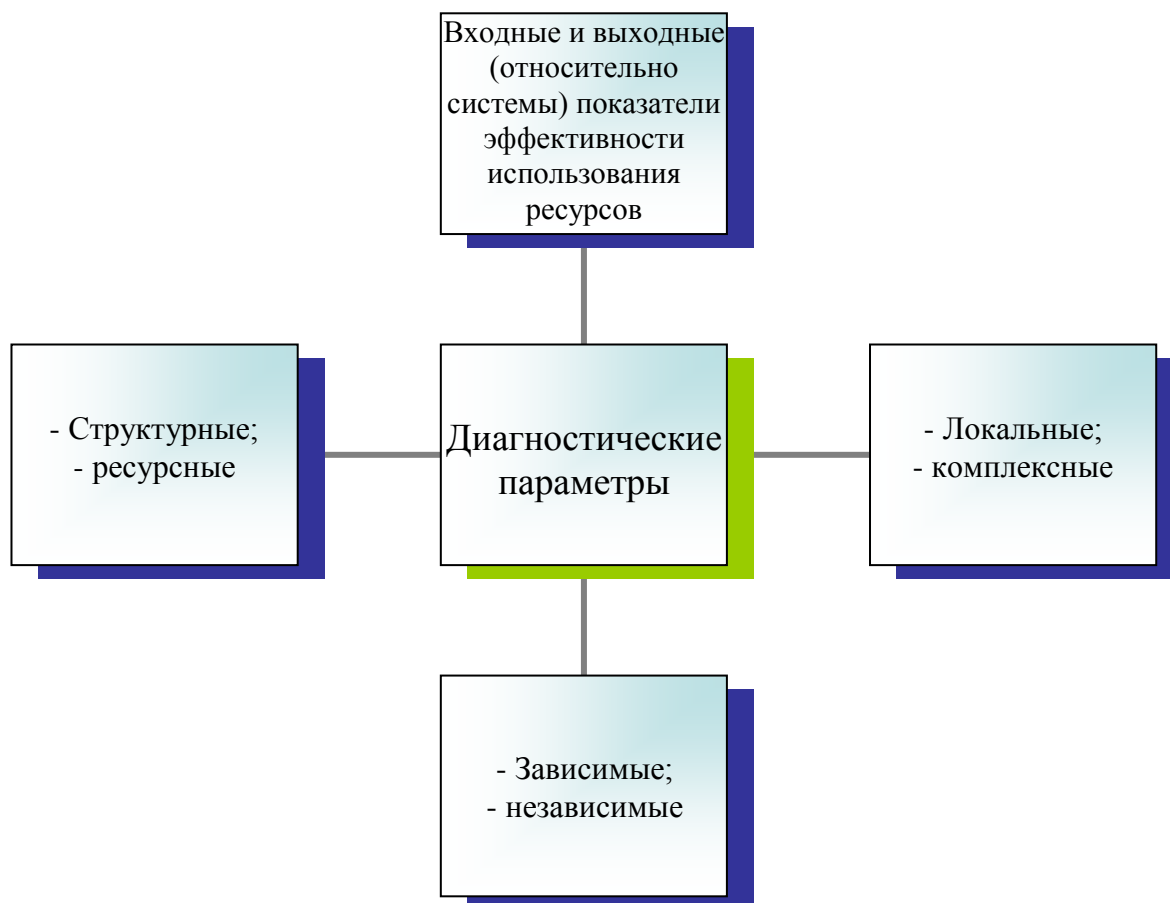 Входные и выходные
(относительно
системы) показатели
эффективности
использования
ресурсов
- Структурные;
- ресурсные
Диагностические
параметры
- Локальные;
- комплексные
- Зависимые;
- независимые